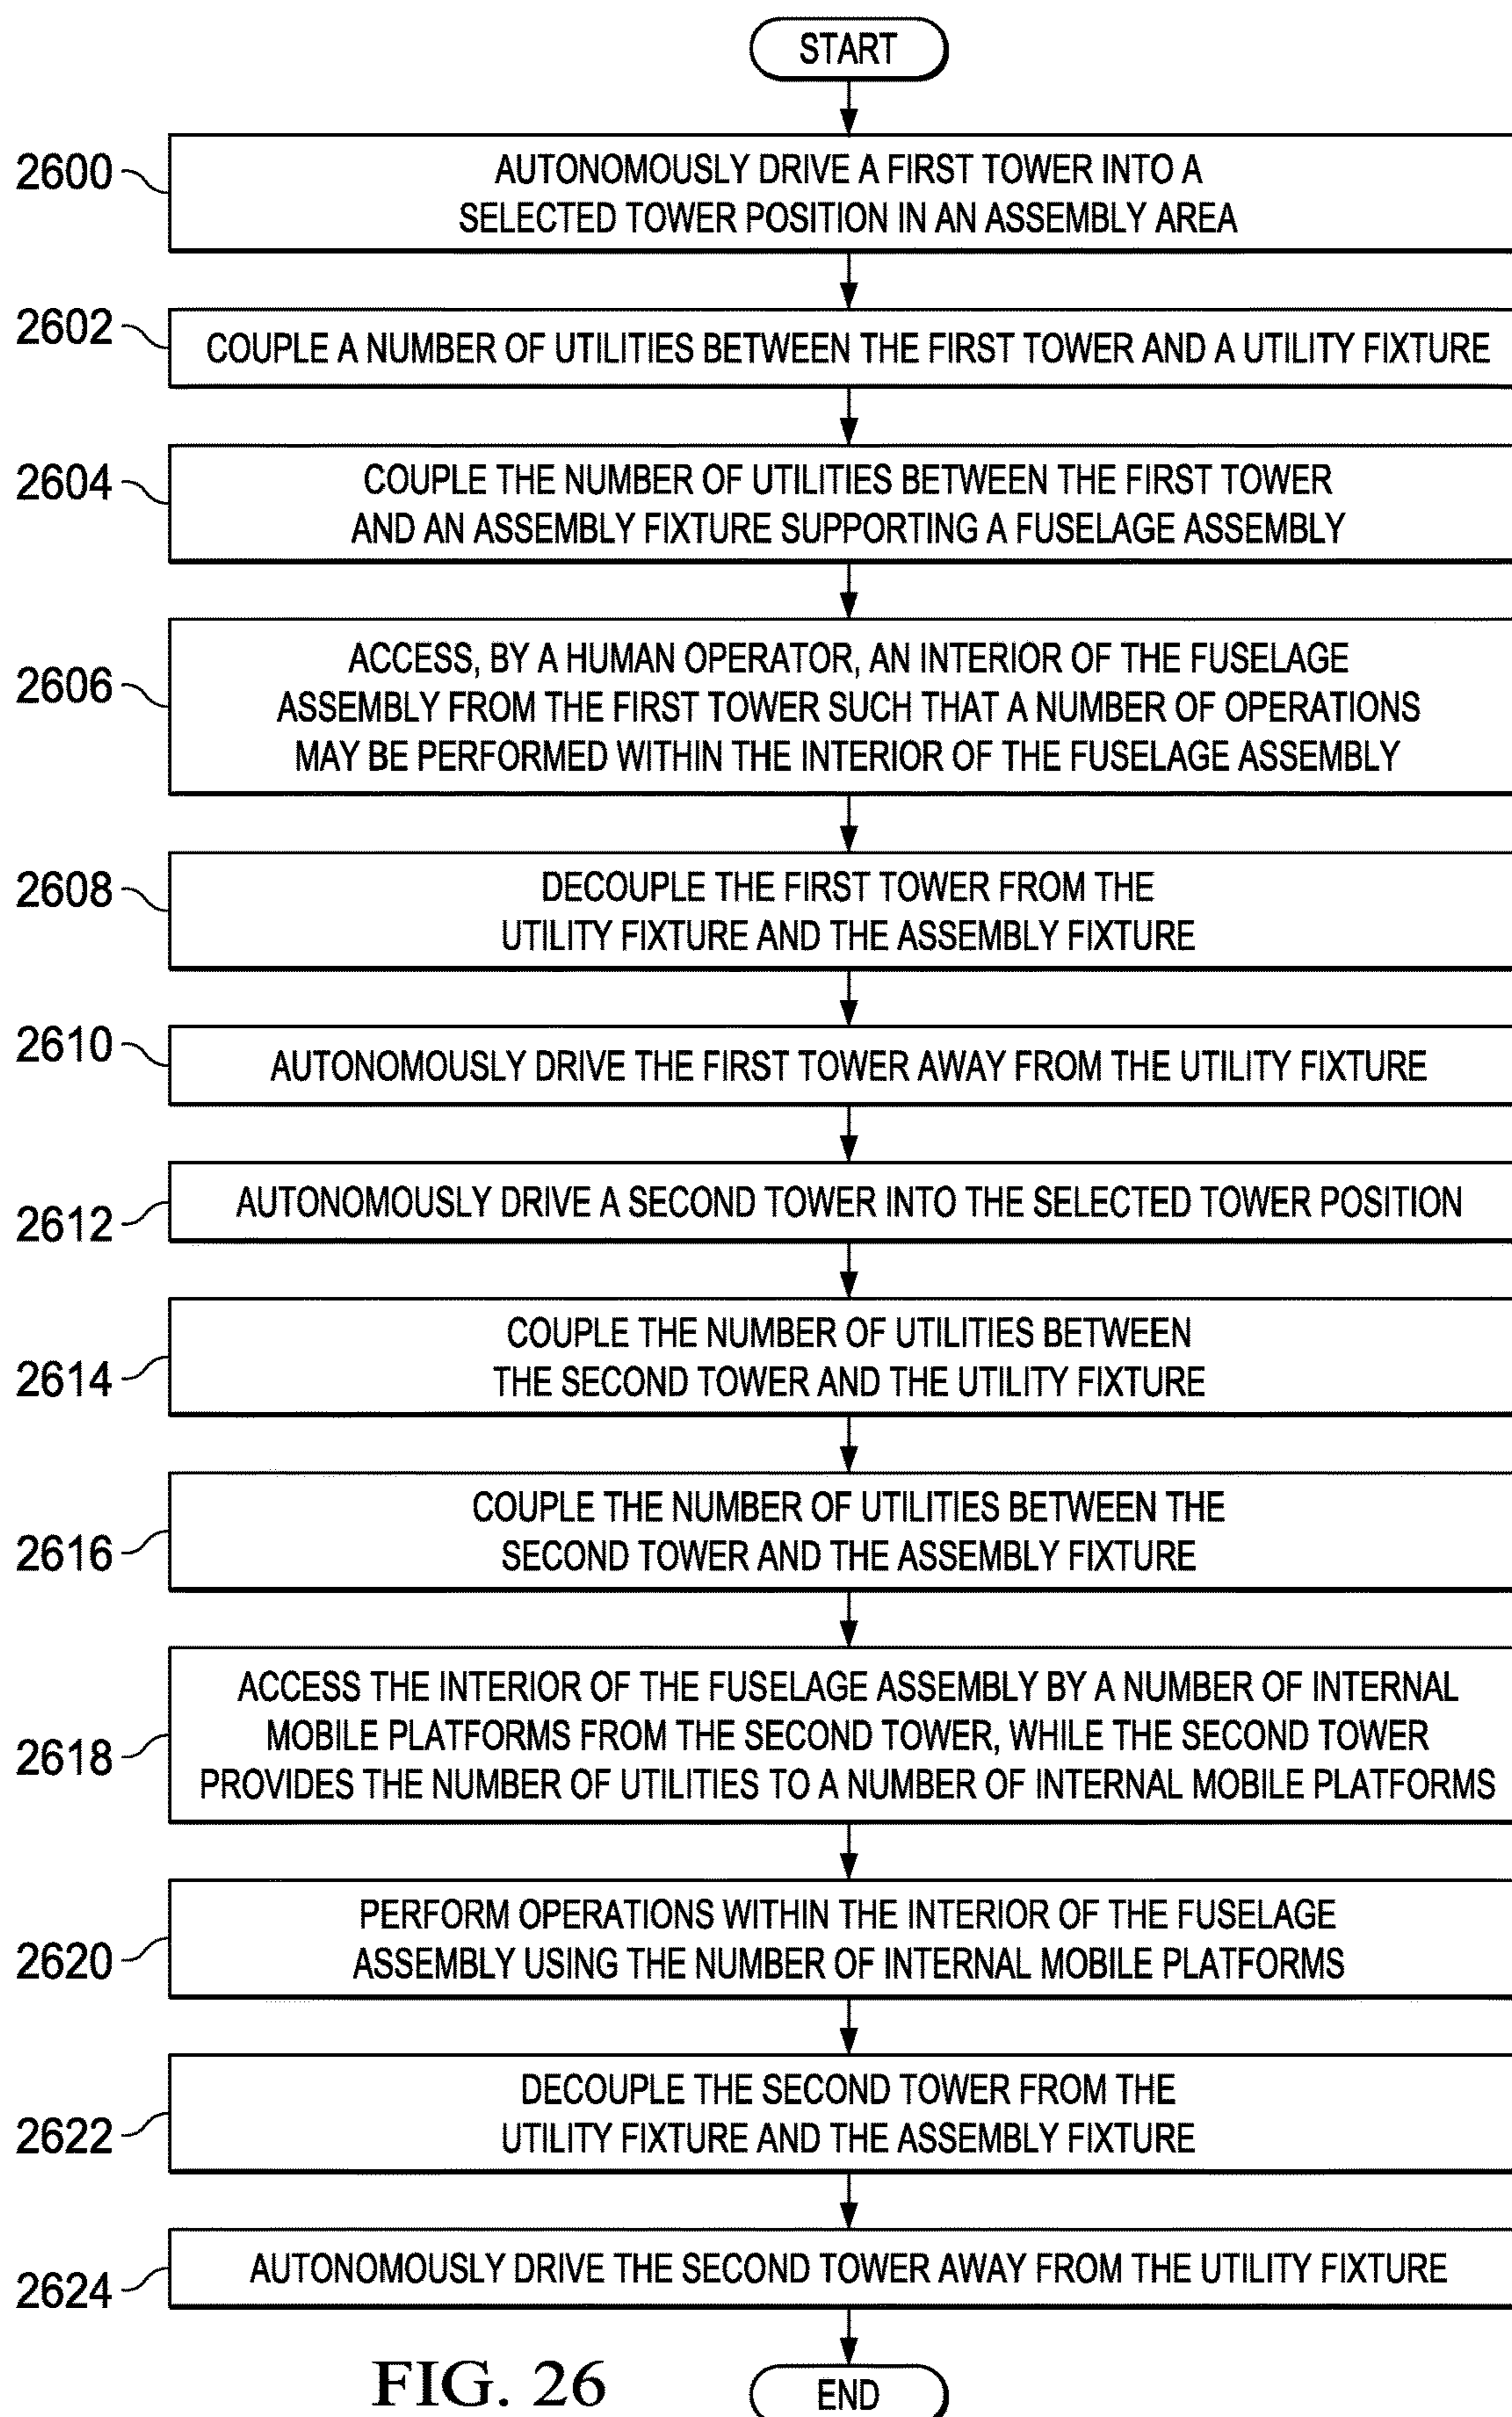 START
2600
AUTONOMOUSLY DRIVE A FIRST TOWER INTO A
SELECTED TOWER POSITION IN AN ASSEMBLY AREA
2602
COUPLE A NUMBER OF UTILITIES BETWEEN THE FIRST TOWER AND A UTILITY FIXTURE
2604
COUPLE THE NUMBER OF UTILITIES BETWEEN THE FIRST TOWER
AND AN ASSEMBLY FIXTURE SUPPORTING A FUSELAGE ASSEMBLY
2606
ACCESS, BY A HUMAN OPERATOR, AN INTERIOR OF THE FUSELAGE
ASSEMBLY FROM THE FIRST TOWER SUCH THAT A NUMBER OF OPERATIONS
MAY BE PERFORMED WITHIN THE INTERIOR OF THE FUSELAGE ASSEMBLY
2608
DECOUPLE THE FIRST TOWER FROM THE
UTILITY FIXTURE AND THE ASSEMBLY FIXTURE
2610
AUTONOMOUSLY DRIVE THE FIRST TOWER AWAY FROM THE UTILITY FIXTURE
2612
AUTONOMOUSLY DRIVE A SECOND TOWER INTO THE SELECTED TOWER POSITION
2614
COUPLE THE NUMBER OF UTILITIES BETWEEN
THE SECOND TOWER AND THE UTILITY FIXTURE
2616
COUPLE THE NUMBER OF UTILITIES BETWEEN THE
SECOND TOWER AND THE ASSEMBLY FIXTURE
2618
ACCESS THE INTERIOR OF THE FUSELAGE ASSEMBLY BY A NUMBER OF INTERNAL
MOBILE PLATFORMS FROM THE SECOND TOWER, WHILE THE SECOND TOWER
PROVIDES THE NUMBER OF UTILITIES TO A NUMBER OF INTERNAL MOBILE PLATFORMS
2620
PERFORM OPERATIONS WITHIN THE INTERIOR OF THE FUSELAGE
ASSEMBLY USING THE NUMBER OF INTERNAL MOBILE PLATFORMS
2622
DECOUPLE THE SECOND TOWER FROM THE
UTILITY FIXTURE AND THE ASSEMBLY FIXTURE
2624
AUTONOMOUSLY DRIVE THE SECOND TOWER AWAY FROM THE UTILITY FIXTURE
FIG. 26
END